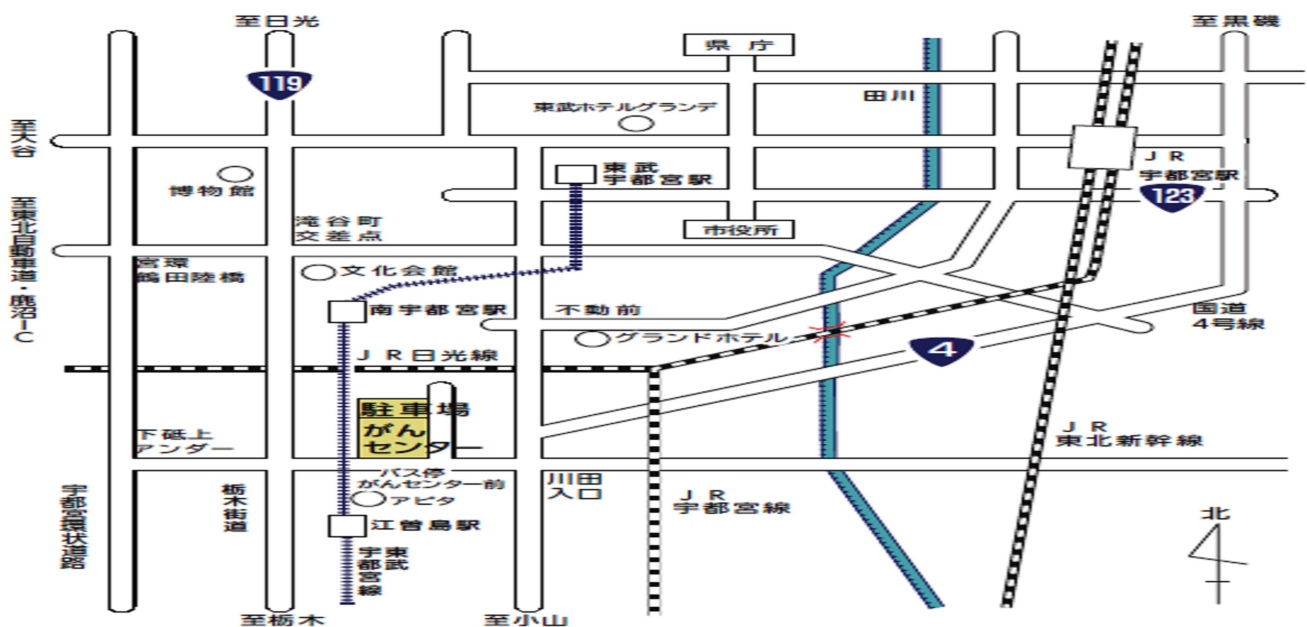 至日光
至黒磯
県庁
119
田川
東武ホテルグランデ
至大谷
東武
宇都宮駅
JR
宇都宮駅
123
博物館
至東北自動車道・鹿沼IC
滝谷町
交差点
市役所
宮環
鶴田陸橋
文化会館
南宇都宮駅
不動前
国道
4号線
グランドホテル
4
JR日光線
駐車場
がん
センター
下砥上
アンダー
JR
東北新幹線
バス停
がんセンター前
川田
入口
アピタ
JR
宇都宮線
宇都宮環状道路
栃木街道
江曽島駅
東武
宇都宮線
北
至栃木
至小山